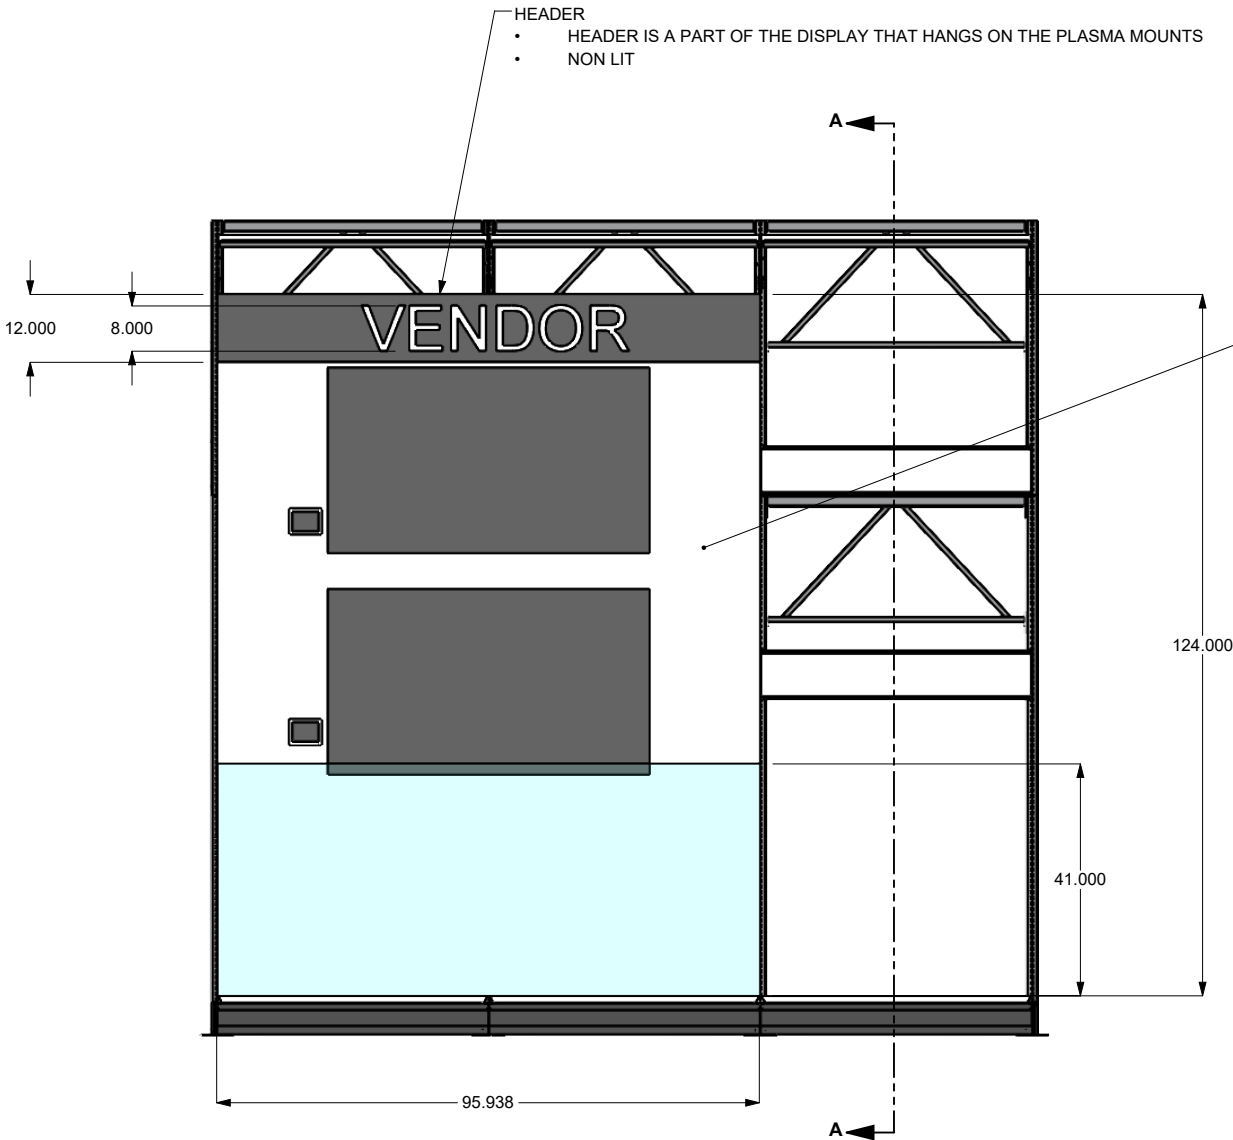 HEADER
• HEADER IS A PART OF THE DISPLAY THAT HANGS ON THE PLASMA MOUNTS
• NON LIT
A
12.000
8.000
VENDOR
124.000
41.000
95.938
A